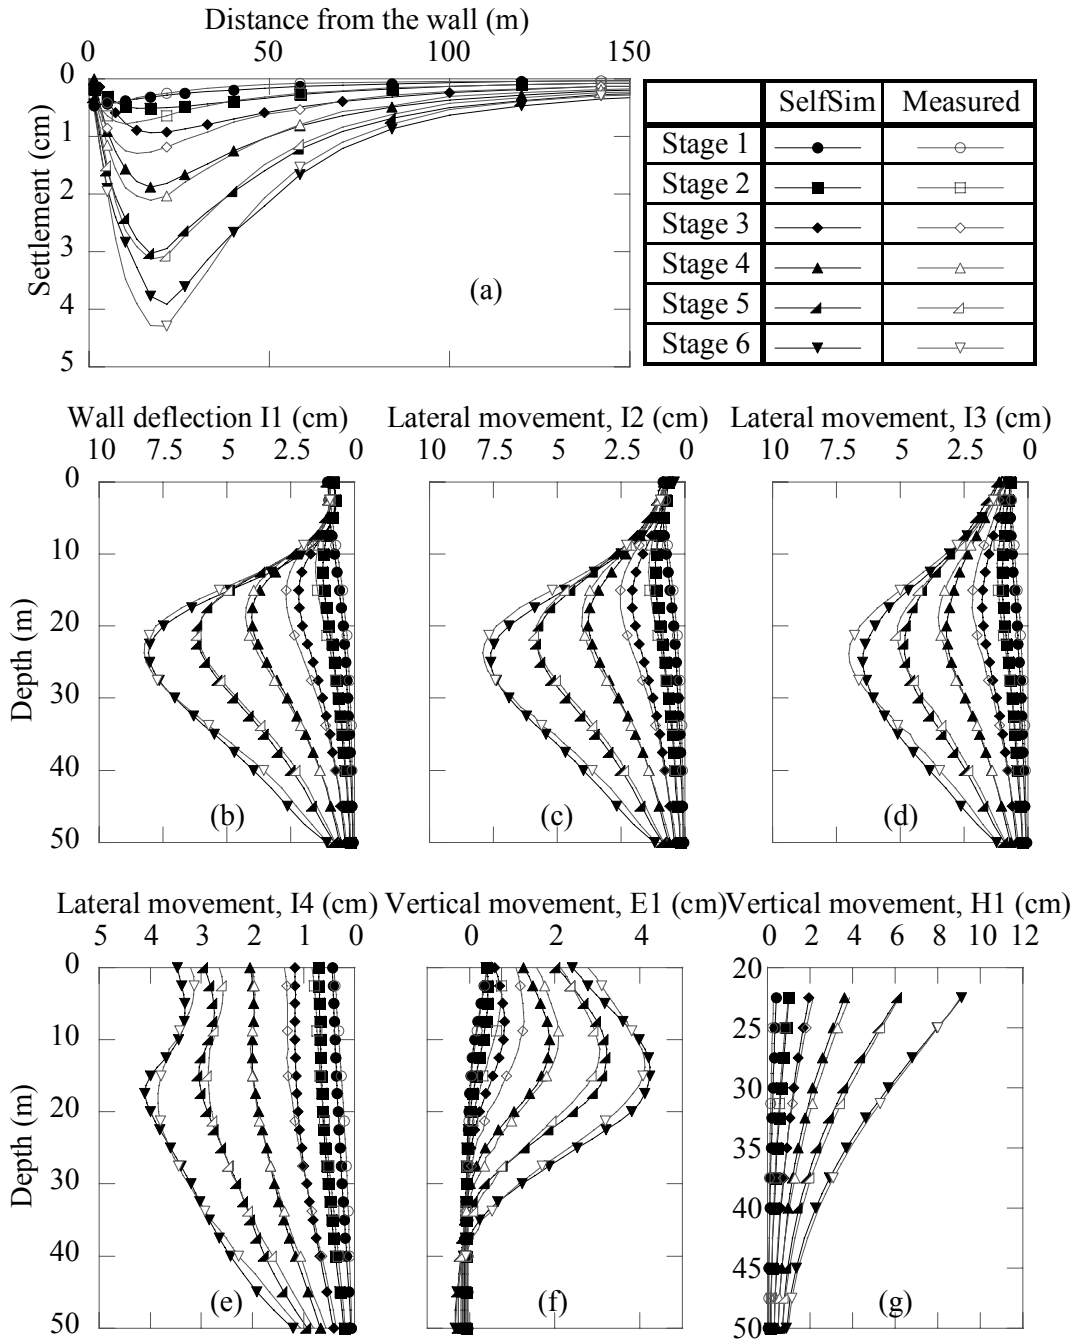 Distance from the wall (m)
0 50 100 150
0
1
2
3
4
5
Settlement (cm)
(a)
SelfSim Measured
Stage 1
Stage 2
Stage 3
Stage 4
Stage 5
Stage 6
Wall deflection I1 (cm)
10 7.5 5 2.5 0
0
10
20
30
40
50
Depth (m)
(b)
Lateral movement, I2 (cm)
10 7.5 5 2.5 0
(c)
Lateral movement, I3 (cm)
10 7.5 5 2.5 0
(d)
Lateral movement, I4 (cm)
5 4 3 2 1 0
0
10
20
30
40
50
Depth (m)
(e)
Vertical movement, E1 (cm)
0 2 4
(f)
Vertical movement, H1 (cm)
0 2 4 6 8 10 12
20
25
30
35
40
45
50
(g)